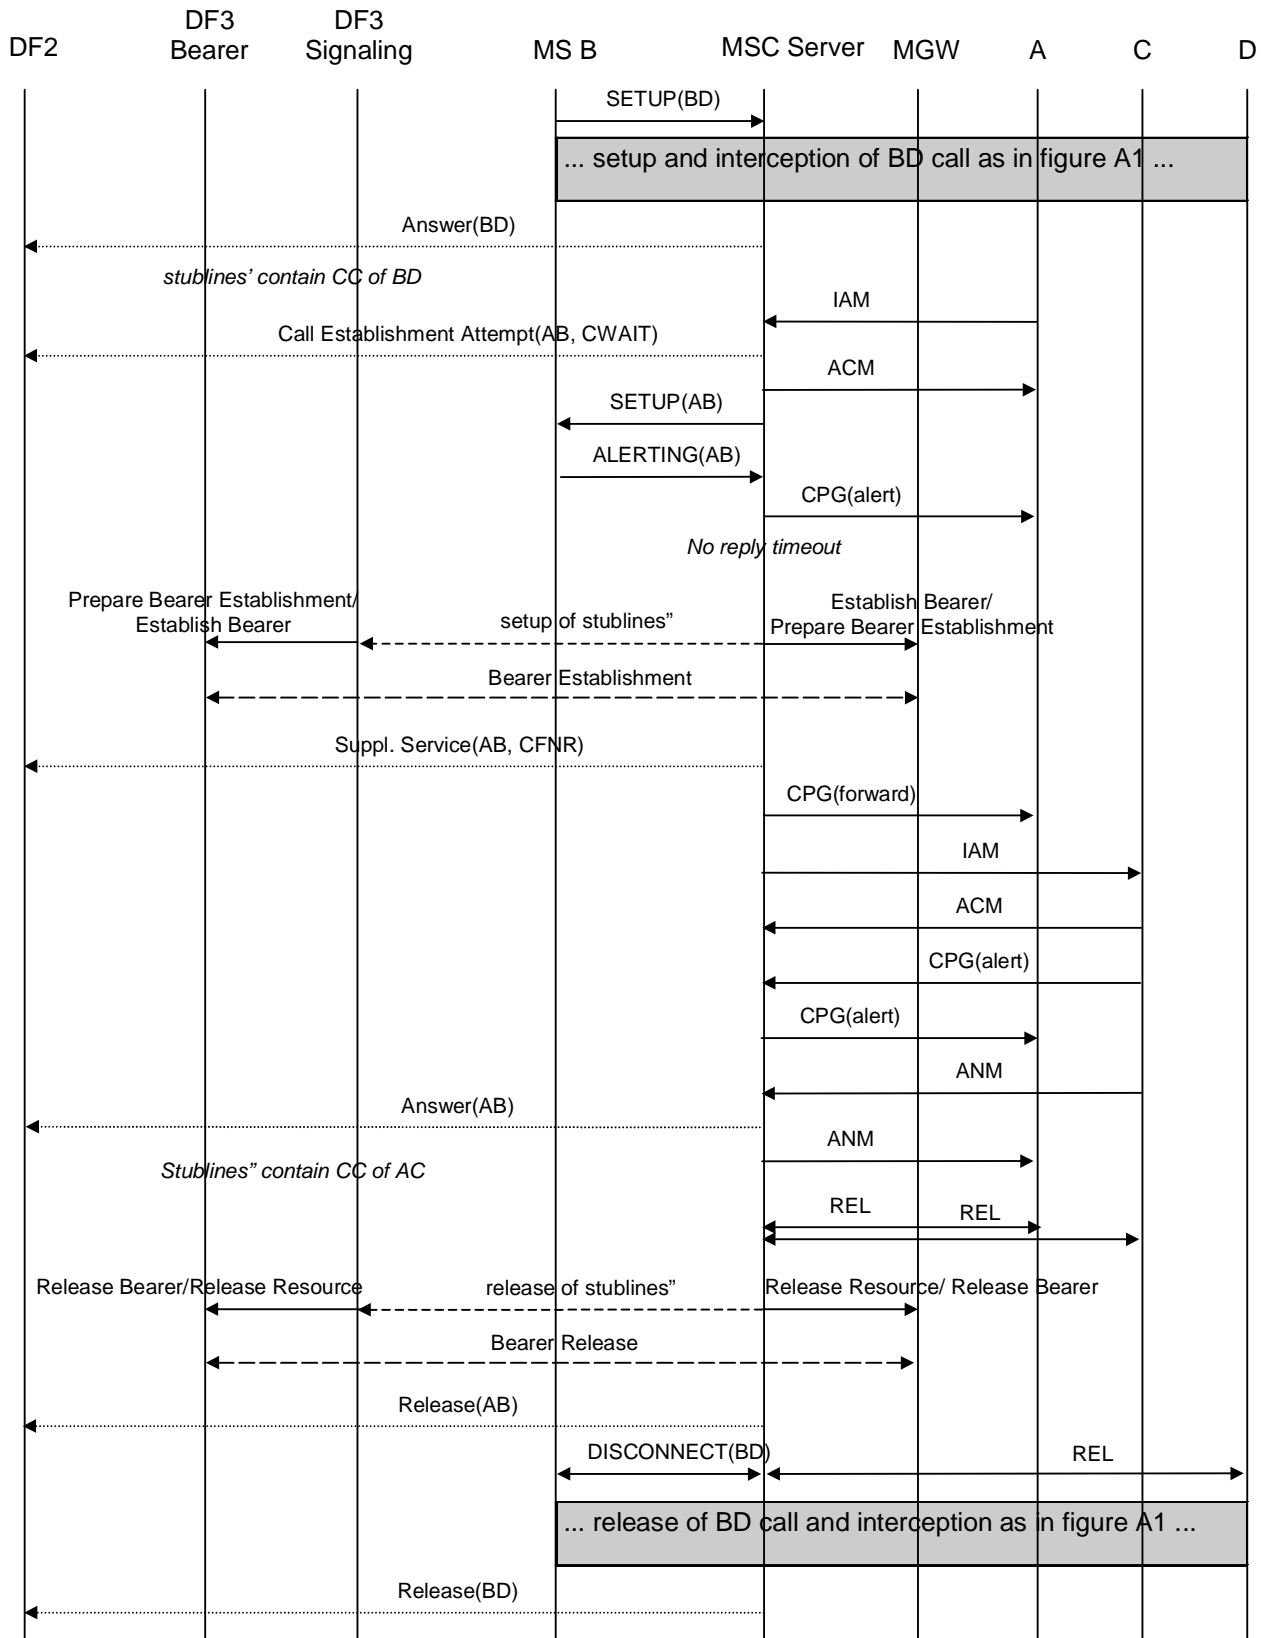 DF2
DF3
Bearer
DF3
Signaling
MS B
MSC Server
MGW
A
C
D
SETUP(BD)
... setup and interception of BD call as in figure A1 ...
Answer(BD)
stublines’ contain CC of BD
IAM
Call Establishment Attempt(AB, CWAIT)
ACM
SETUP(AB)
ALERTING(AB)
CPG(alert)
No reply timeout
Prepare Bearer Establishment/
Establish Bearer
setup of stublines”
Establish Bearer/
Prepare Bearer Establishment
Bearer Establishment
Suppl. Service(AB, CFNR)
CPG(forward)
IAM
ACM
CPG(alert)
CPG(alert)
ANM
Answer(AB)
ANM
Stublines” contain CC of AC
REL
REL
Release Bearer/Release Resource
release of stublines”
Release Resource/ Release Bearer
Bearer Release
Release(AB)
DISCONNECT(BD)
REL
... release of BD call and interception as in figure A1 ...
Release(BD)